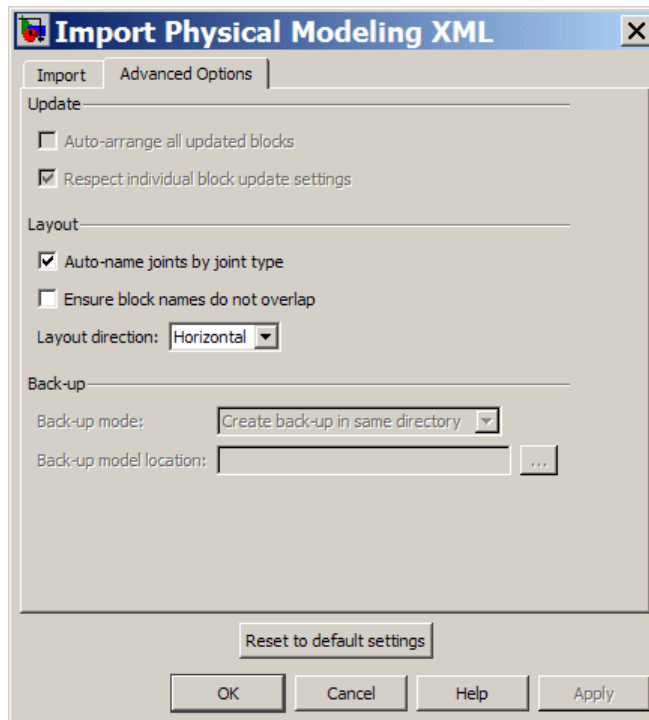 Import Physical Modeling XML
Import Advanced Options
Update
Auto-arrange all updated blocks
Respect individual block update settings
Layout
Auto-name joints by joint type
Ensure block names do not overlap
Layout direction: Horizontal
Back-up
Back-up mode: Create back-up in same directory
Back-up model location: ...
Reset to default settings
OK Cancel Help Apply